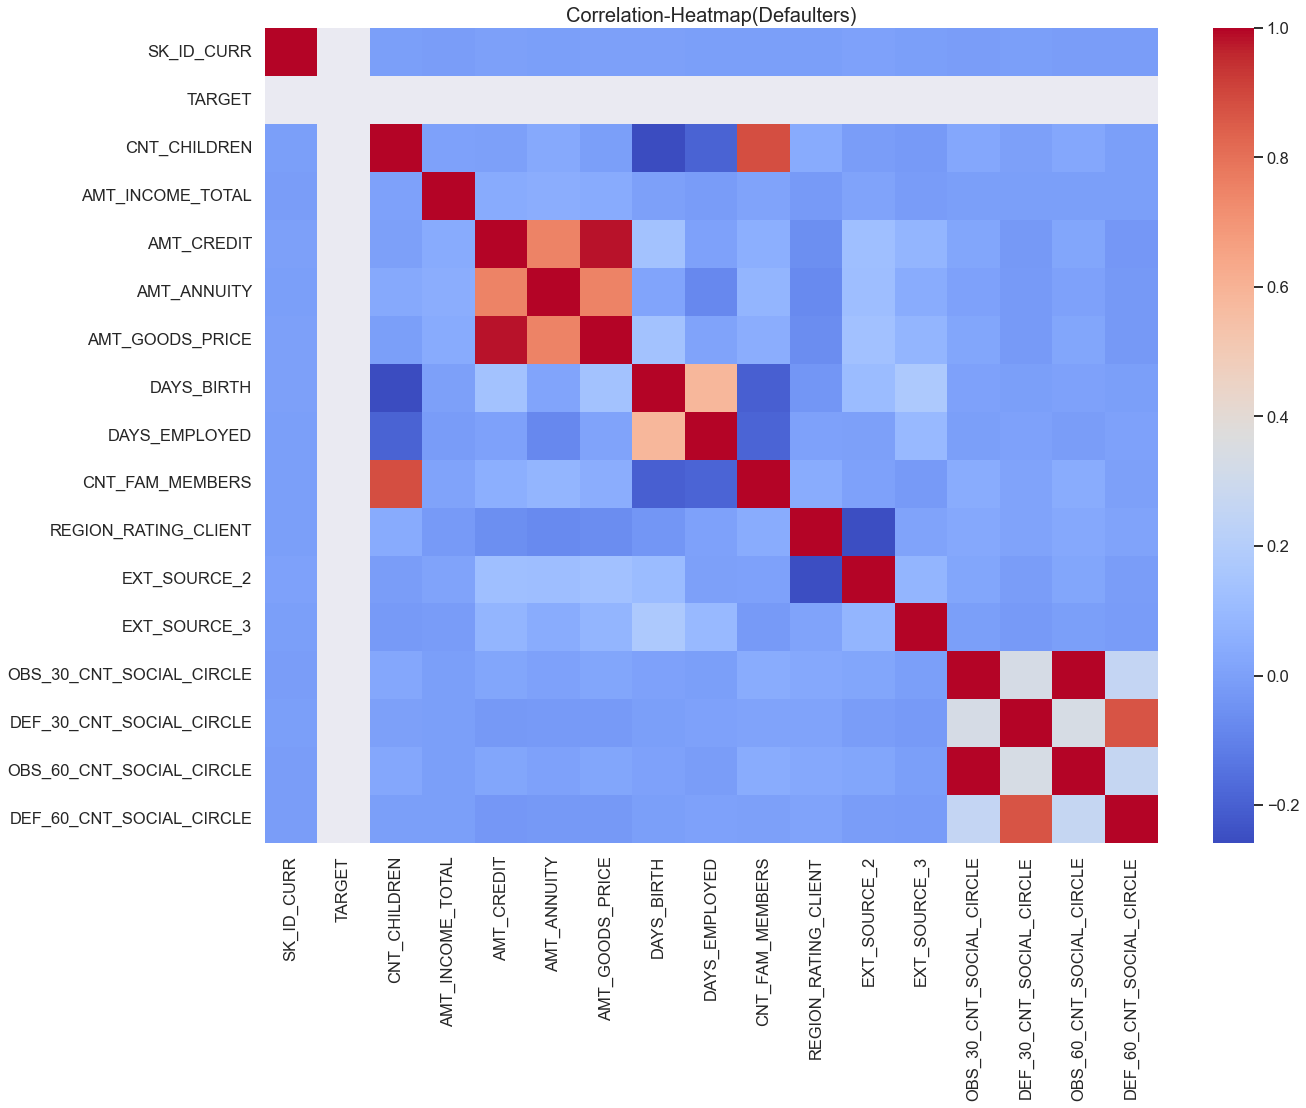 Correlation-Heatmap(Defaulters)
SK_ID_CURR
TARGET
CNT_CHILDREN
AMT_INCOME_TOTAL
AMT_CREDIT
AMT_ANNUITY
AMT_GOODS_PRICE
DAYS_BIRTH
DAYS_EMPLOYED
CNT_FAM_MEMBERS
REGION_RATING_CLIENT
EXT_SOURCE_2
EXT_SOURCE_3
OBS_30_CNT_SOCIAL_CIRCLE
DEF_30_CNT_SOCIAL_CIRCLE
OBS_60_CNT_SOCIAL_CIRCLE
DEF_60_CNT_SOCIAL_CIRCLE
SK_ID_CURR
TARGET
CNT_CHILDREN
AMT_INCOME_TOTAL
AMT_CREDIT
AMT_ANNUITY
AMT_GOODS_PRICE
DAYS_BIRTH
DAYS_EMPLOYED
CNT_FAM_MEMBERS
REGION_RATING_CLIENT
EXT_SOURCE_2
EXT_SOURCE_3
OBS_30_CNT_SOCIAL_CIRCLE
DEF_30_CNT_SOCIAL_CIRCLE
OBS_60_CNT_SOCIAL_CIRCLE
DEF_60_CNT_SOCIAL_CIRCLE
1.0
0.8
0.6
0.4
0.2
0.0
−0.2